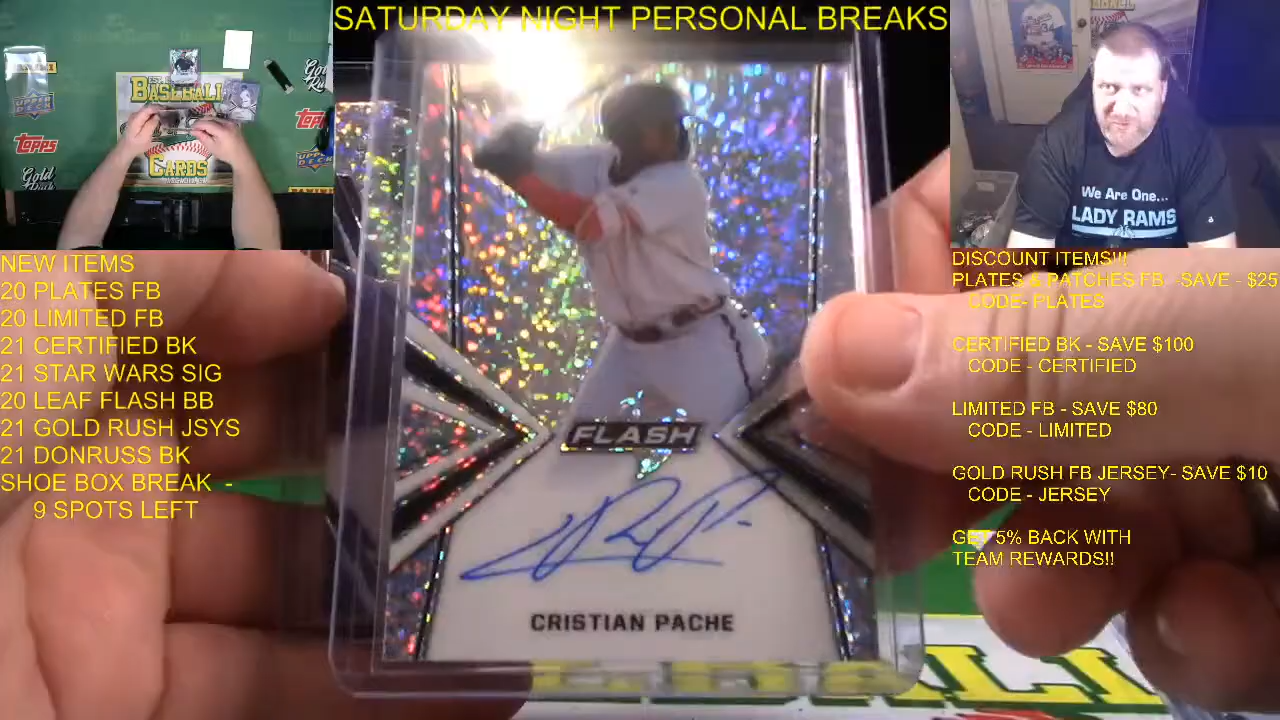 SATURDAY NIGHT PERSONAL BREAKS
UPPER DECK
Topps
Gold Rush
BASEBALL
CARDS
Topps
We Are One...
LADY RAMS
NEW ITEMS
20 PLATES FB
20 LIMITED FB
21 CERTIFIED BK
21 STAR WARS SIG
20 LEAF FLASH BB
21 GOLD RUSH JSYS
21 DONRUSS BK
SHOE BOX BREAK -
9 SPOTS LEFT
FLASH
CRISTIAN PACHE
DISCOUNT ITEMS!!!
PLATES & PATCHES FB -SAVE - $25
CODE- PLATES
CERTIFIED BK - SAVE $100
CODE - CERTIFIED
LIMITED FB - SAVE $80
CODE - LIMITED
GOLD RUSH FB JERSEY- SAVE $10
CODE - JERSEY
GET 5% BACK WITH
TEAM REWARDS!!